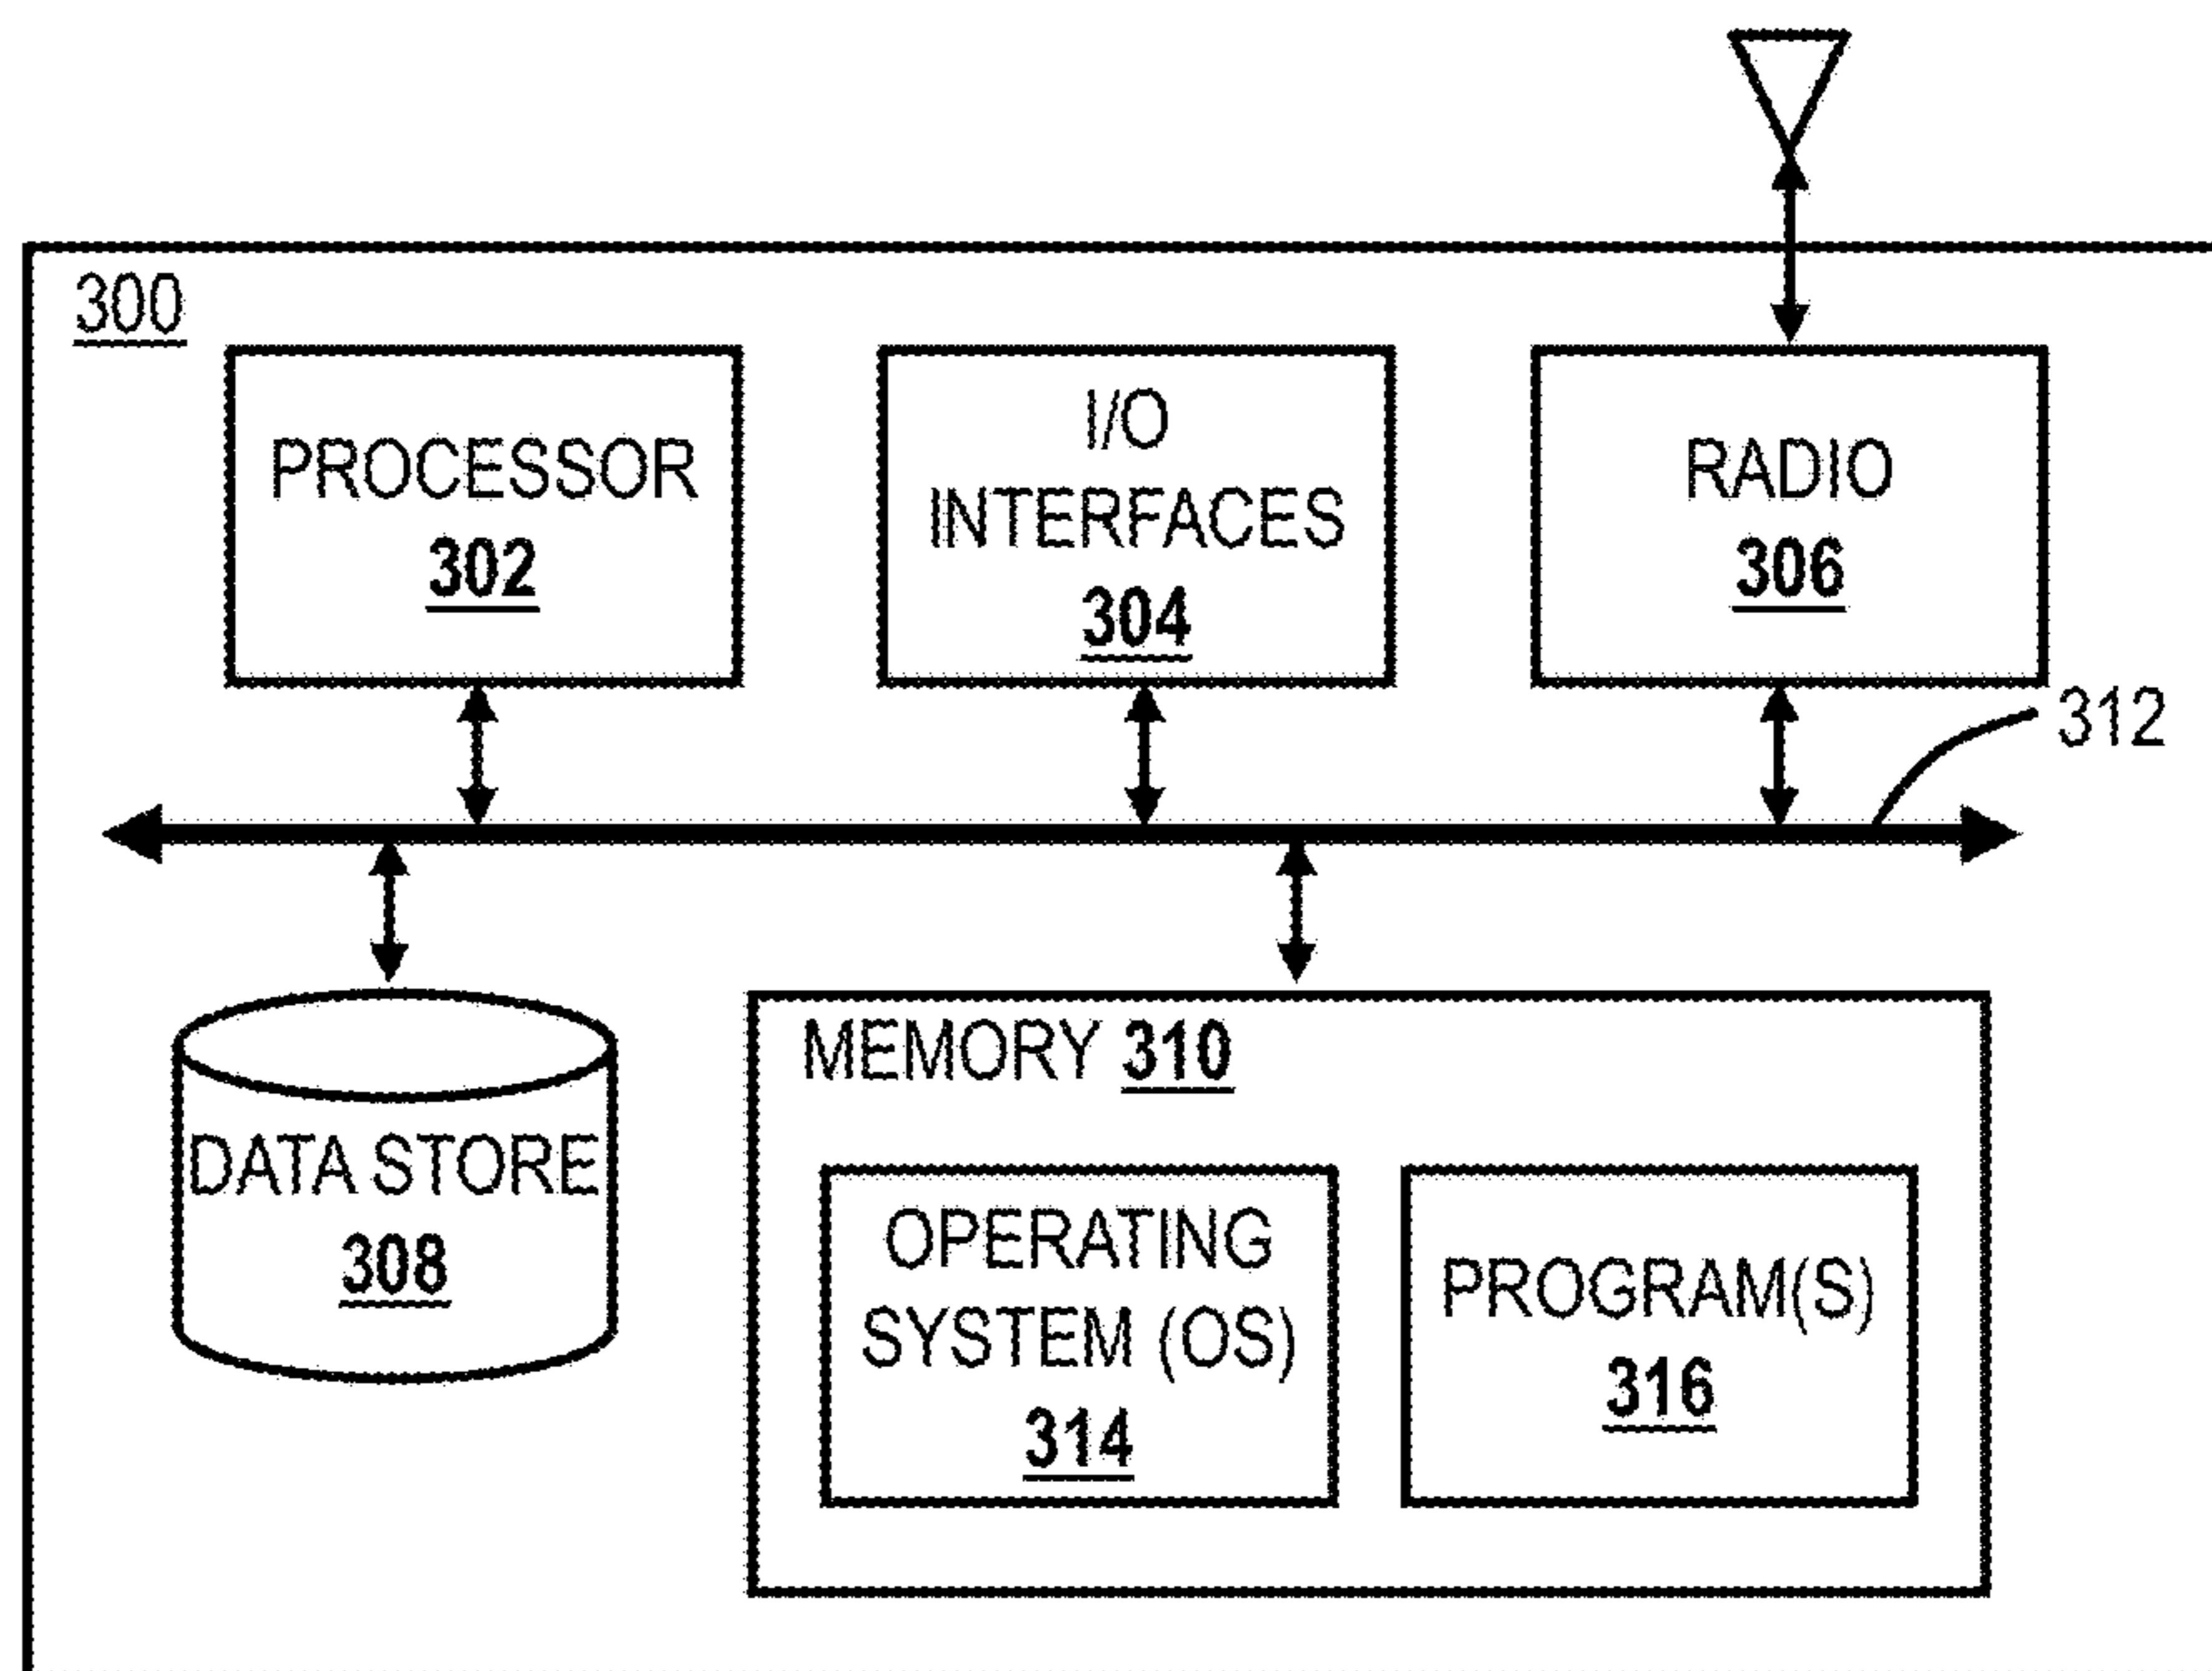 300
PROCESSOR
302
I/O
INTERFACES
304
RADIO
306
312
DATA STORE
308
MEMORY 310
OPERATING
SYSTEM (OS)
314
PROGRAM(S)
316